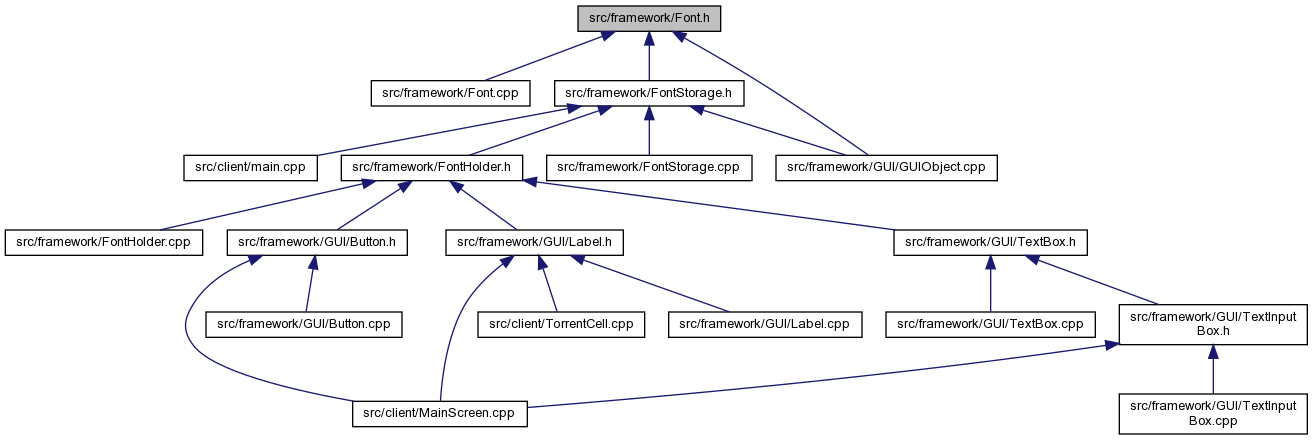 src/framework/Font.h
src/framework/Font.cpp
src/framework/FontStorage.h
src/client/main.cpp
src/framework/FontHolder.h
src/framework/FontStorage.cpp
src/framework/GUI/GUIObject.cpp
src/framework/FontHolder.cpp
src/framework/GUI/Button.h
src/framework/GUI/Label.h
src/framework/GUI/TextBox.h
src/framework/GUI/Button.cpp
src/client/TorrentCell.cpp
src/framework/GUI/Label.cpp
src/framework/GUI/TextBox.cpp
src/framework/GUI/TextInput
Box.h
src/client/MainScreen.cpp
src/framework/GUI/TextInput
Box.cpp